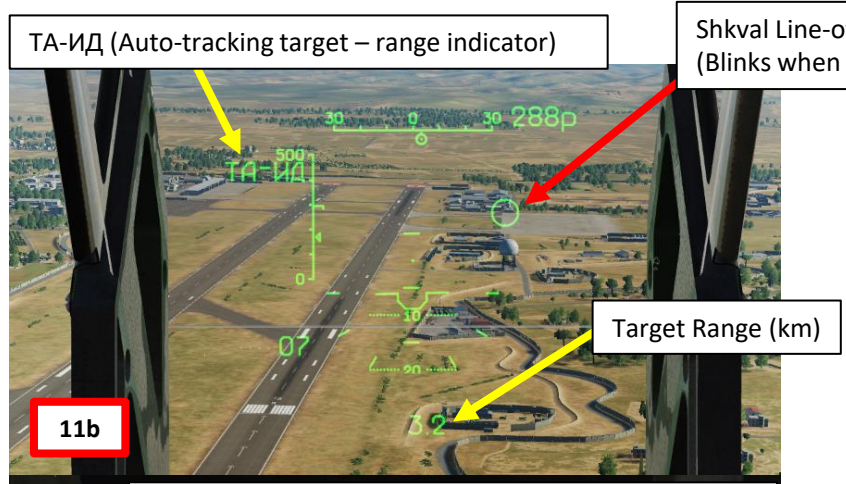 ТА-ИД (Auto-tracking target – range indicator)
Shkval Line-o
(Blinks when
30 0 30 288р
500
ТА-ИД
0
10
Target Range (km)
07
20
3.2
11b